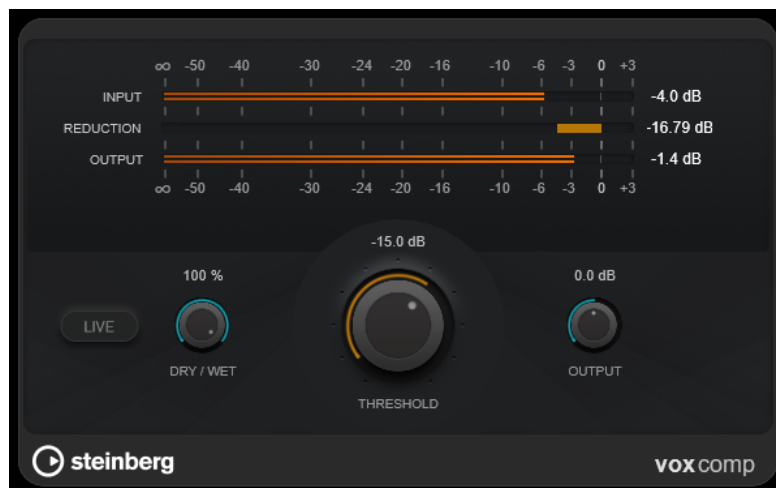 ∞ -50 -40 -30 -24 -20 -16 -10 -6 -3 0 +3
INPUT -4.0 dB
REDUCTION -16.79 dB
OUTPUT -1.4 dB
∞ -50 -40 -30 -24 -20 -16 -10 -6 -3 0 +3
-15.0 dB
100 % 0.0 dB
LIVE
DRY / WET OUTPUT
THRESHOLD
steinberg voxcomp